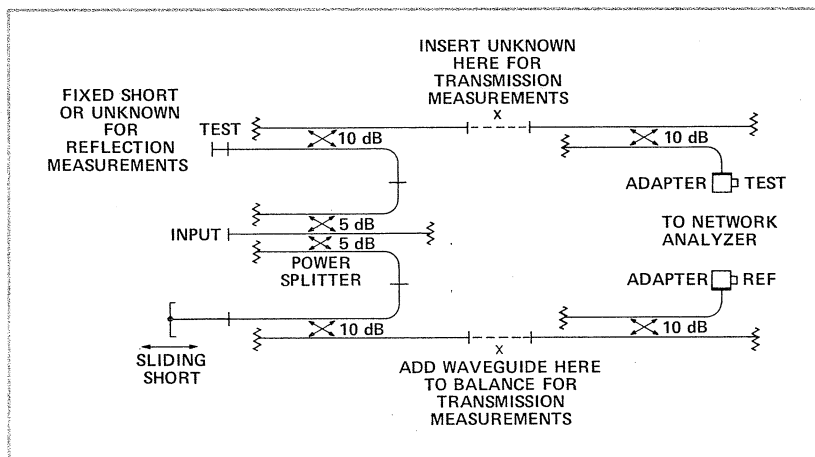 INSERT UNKNOWN
HERE FOR
TRANSMISSION
MEASUREMENTS
X
FIXED SHORT
OR UNKNOWN
FOR
REFLECTION
MEASUREMENTS
TEST
10 dB
10 dB
ADAPTER
TEST
INPUT
5 dB
5 dB
POWER
SPLITTER
TO NETWORK
ANALYZER
ADAPTER
REF
10 dB
10 dB
SLIDING
SHORT
X
ADD WAVEGUIDE HERE
TO BALANCE FOR
TRANSMISSION
MEASUREMENTS